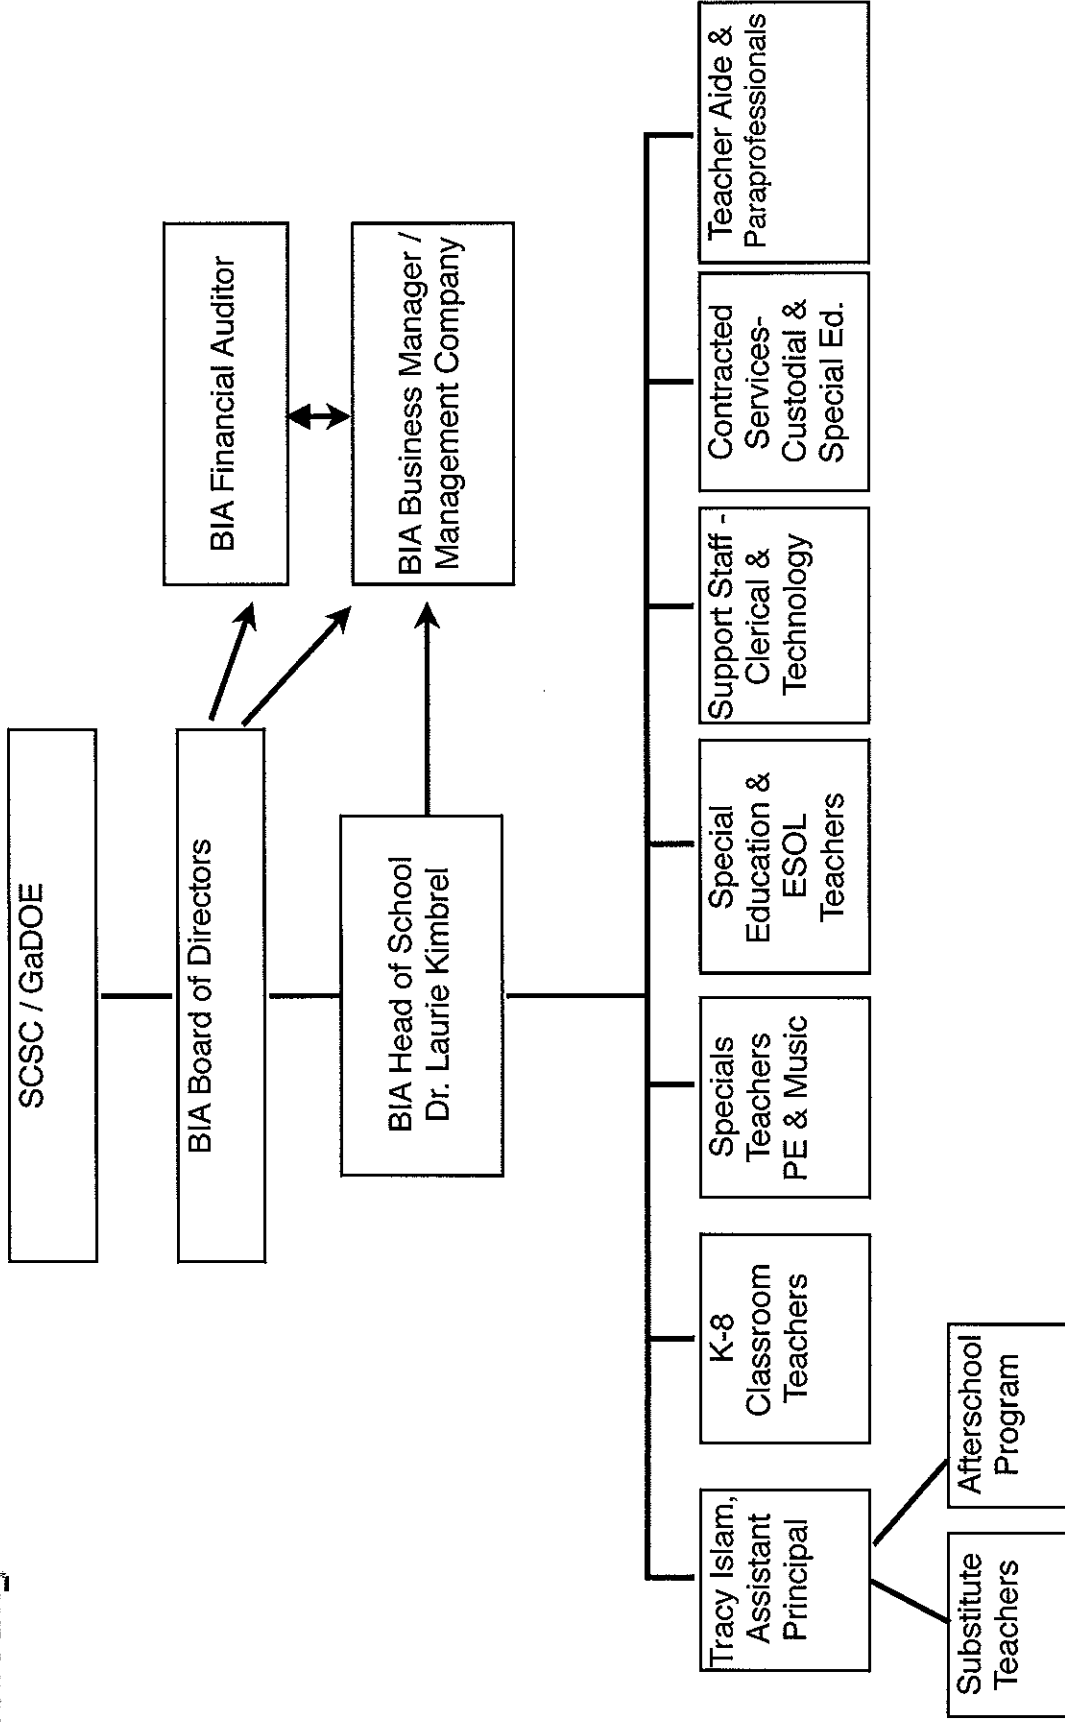 SCSC / GaDOE
BIA Board of Directors
BIA Financial Auditor
BIA Head of School
Dr. Laurie Kimbrel
BIA Business Manager /
Management Company
Tracy Islam,
Assistant
Principal
K-8
Classroom
Teachers
Specials
Teachers
PE & Music
Special
Education &
ESOL
Teachers
Support Staff -
Clerical &
Technology
Contracted
Services-
Custodial &
Special Ed.
Teacher Aide &
Paraprofessionals
Substitute
Teachers
Afterschool
Program